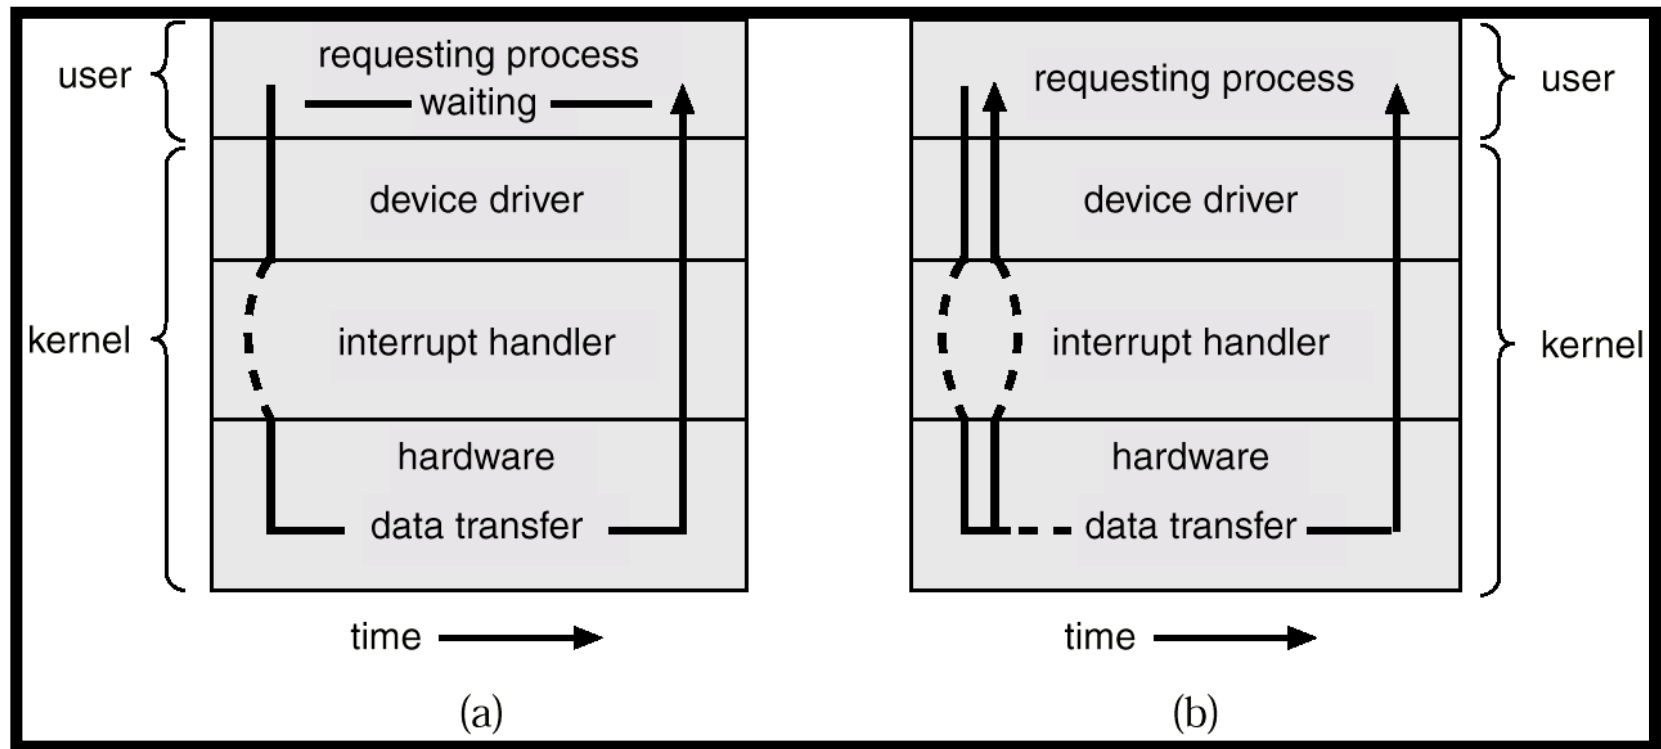 user
requesting process
waiting
kernel
device driver
interrupt handler
hardware
data transfer
time
(a)
requesting process
user
device driver
interrupt handler
kernel
hardware
data transfer
time
(b)